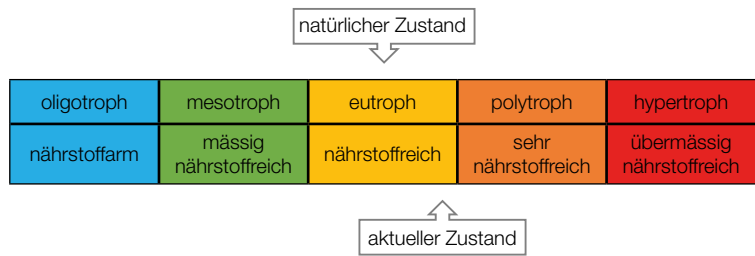 natürlicher Zustand
oligotroph mesotroph eutroph polytroph hypertroph
nährstoffarm
mässig
nährstoffreich
nährstoffreich
sehr
nährstoffreich
übermässig
nährstoffreich
aktueller Zustand